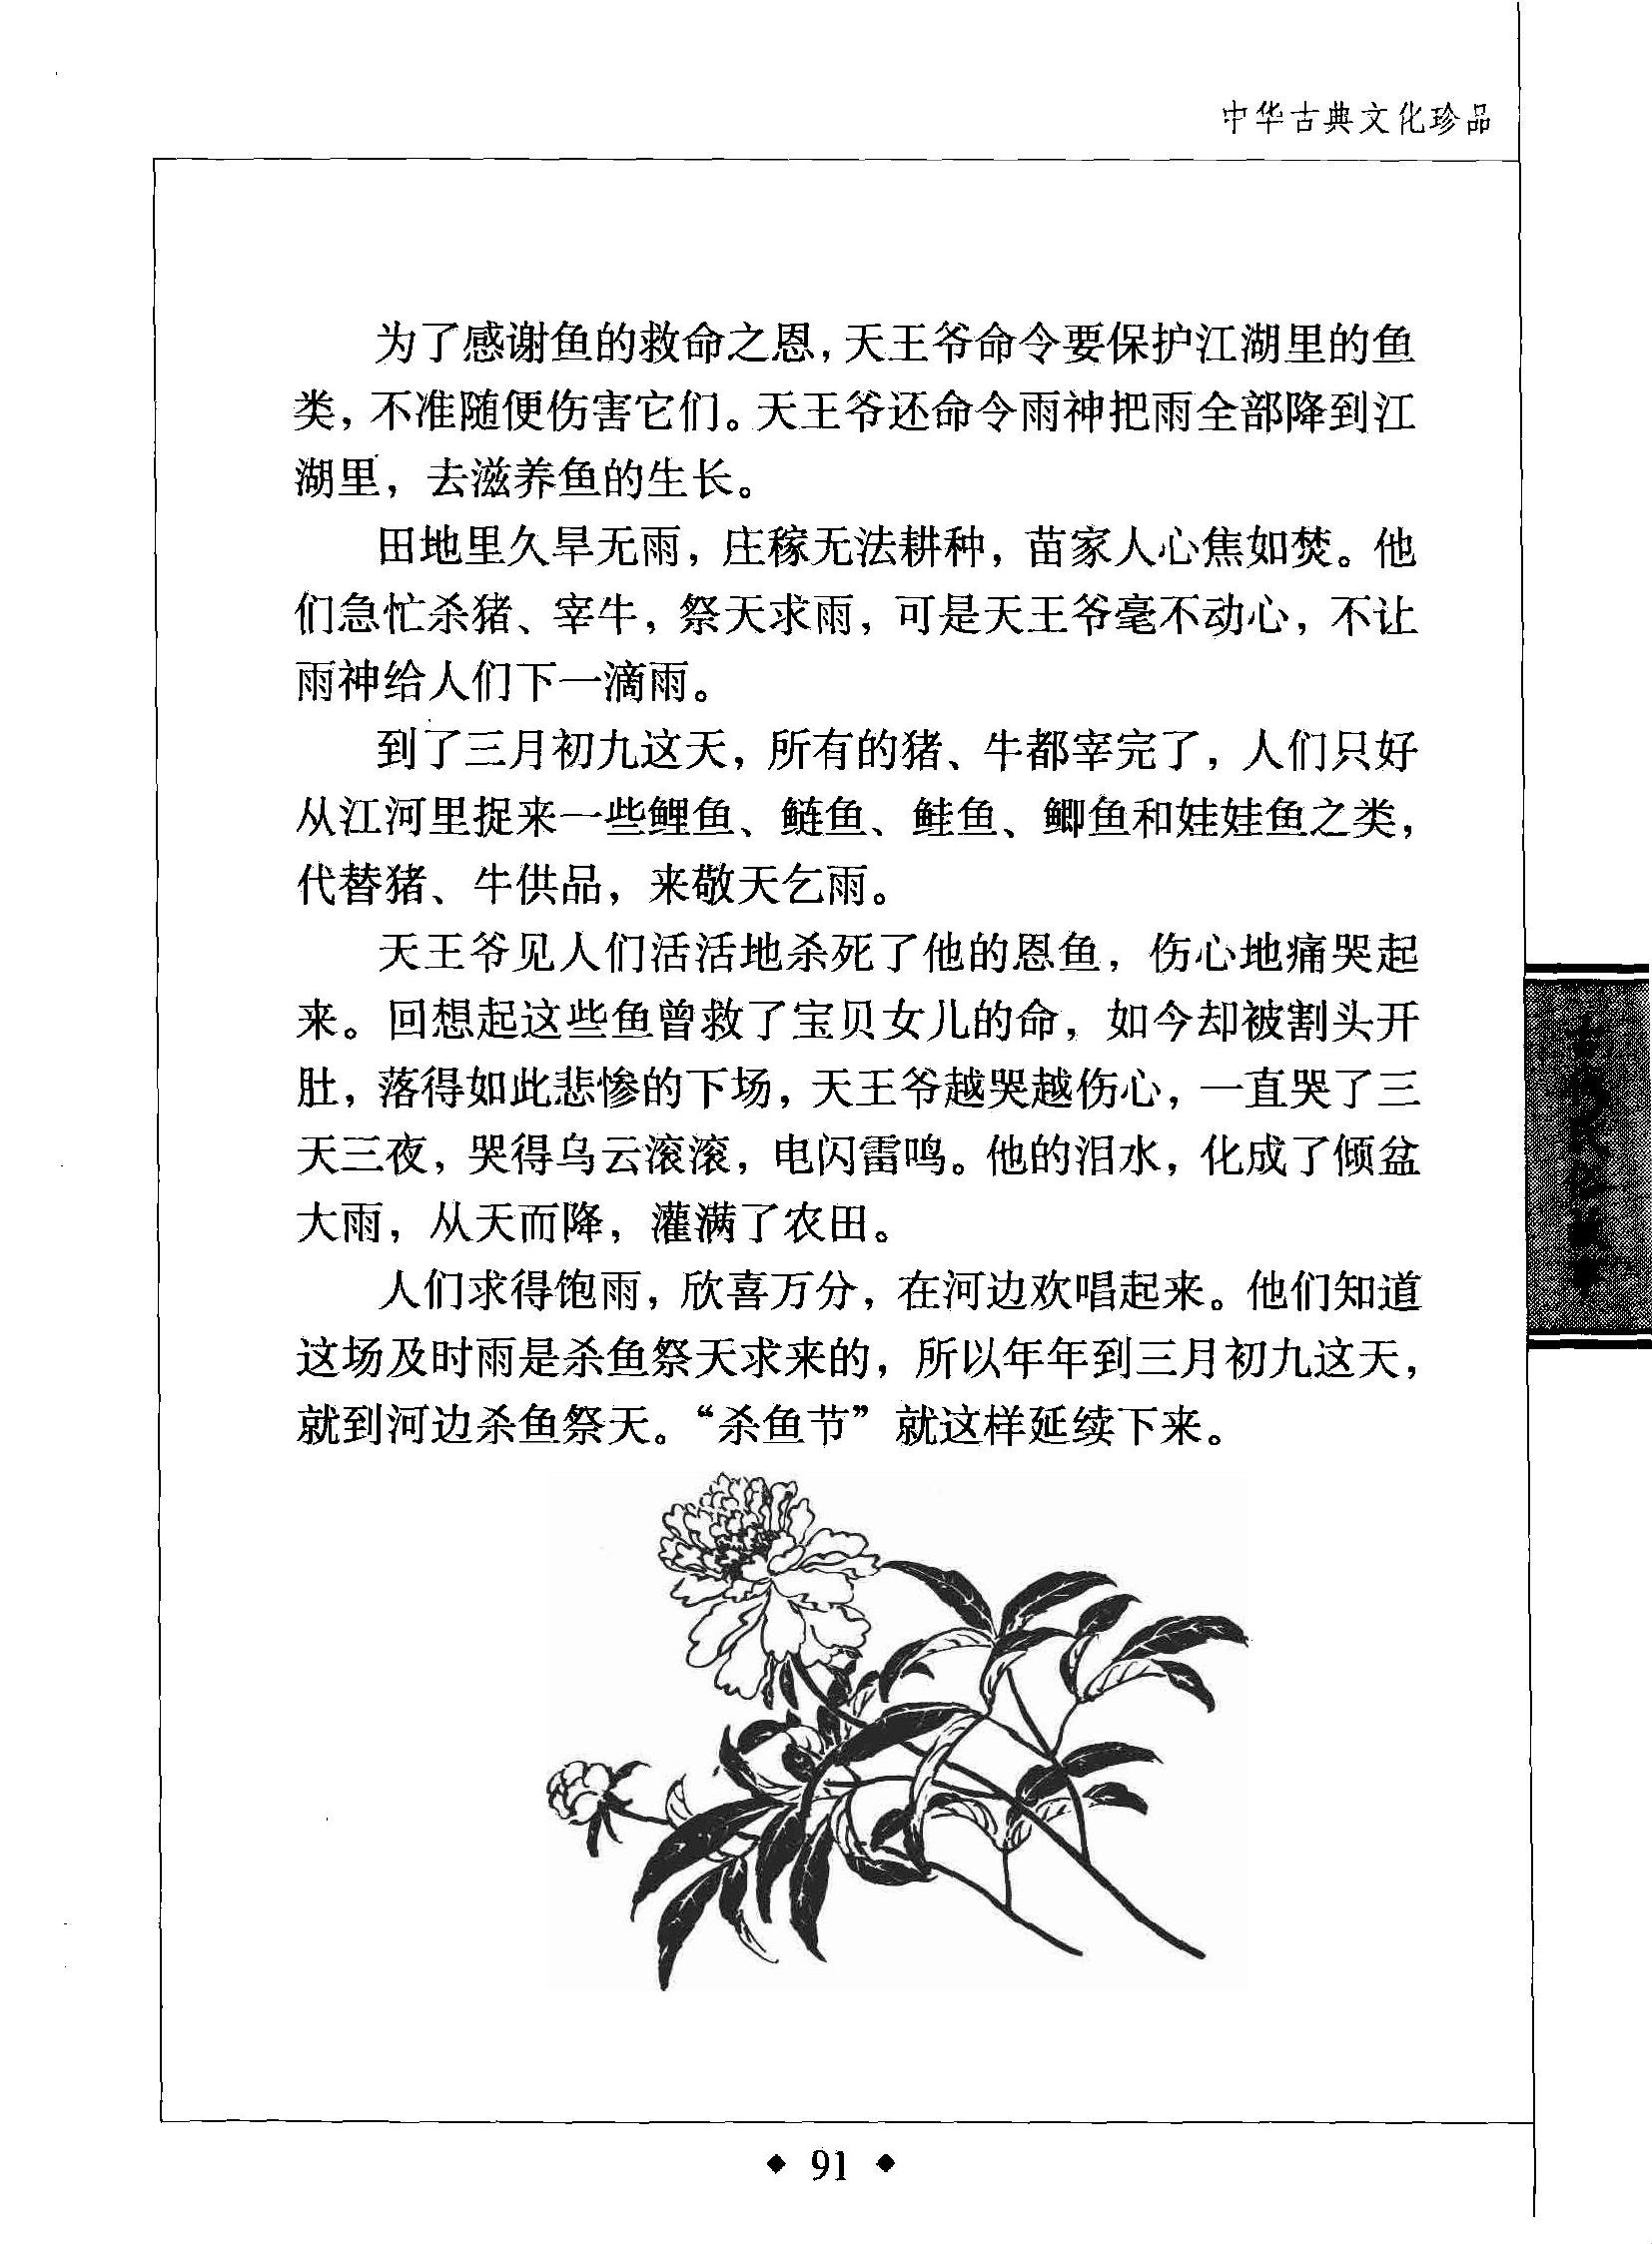 中华古典文化珍品
为了感谢鱼的救命之恩，天王爷命令要保护江湖里的鱼
类，不准随便伤害它们。天王爷还命令雨神把雨全部降到江
湖里，去滋养鱼的生长。
田地里久旱无雨，庄稼无法耕种，苗家人心焦如焚。他
们急忙杀猪、宰牛，祭天求雨，可是天王爷毫不动心，不让
雨神给人们下一滴雨。
到了三月初九这天，所有的猪、牛都宰完了，人们只好
从江河里捉来一些鲤鱼、鲢鱼、鲑鱼、鲫鱼和娃娃鱼之类，
代替猪、牛供品，来敬天乞雨。
天王爷见人们活活地杀死了他的恩鱼，伤心地痛哭起
来。回想起这些鱼曾救了宝贝女儿的命，如今却被割头开
肚，落得如此悲惨的下场，天王爷越哭越伤心，一直哭了三
天三夜，哭得乌云滚滚，电闪雷鸣。他的泪水，化成了倾盆
大雨，从天而降，灌满了农田。
人们求得饱雨，欣喜万分，在河边欢唱起来。他们知道
这场及时雨是杀鱼祭天求来的，所以年年到三月初九这天，
就到河边杀鱼祭天。“杀鱼节”就这样延续下来。
古代民俗故事
◆ 91 ◆